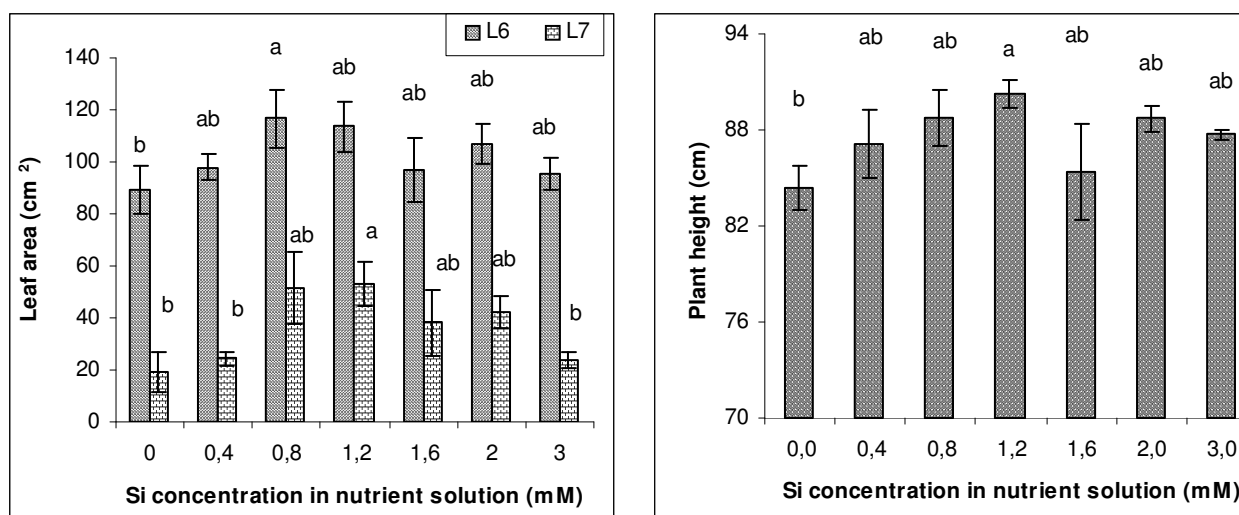 L6 L7
Leaf area (cm 2)
140
120
100
80
60
40
20
0
b ab a ab ab ab ab
b b ab a ab ab b
0 0,4 0,8 1,2 1,6 2 3
Si concentration in nutrient solution (mM)
Plant height (cm)
94
88
82
76
70
b ab ab a ab ab ab
0,0 0,4 0,8 1,2 1,6 2,0 3,0
Si concentration in nutrient solution (mM)